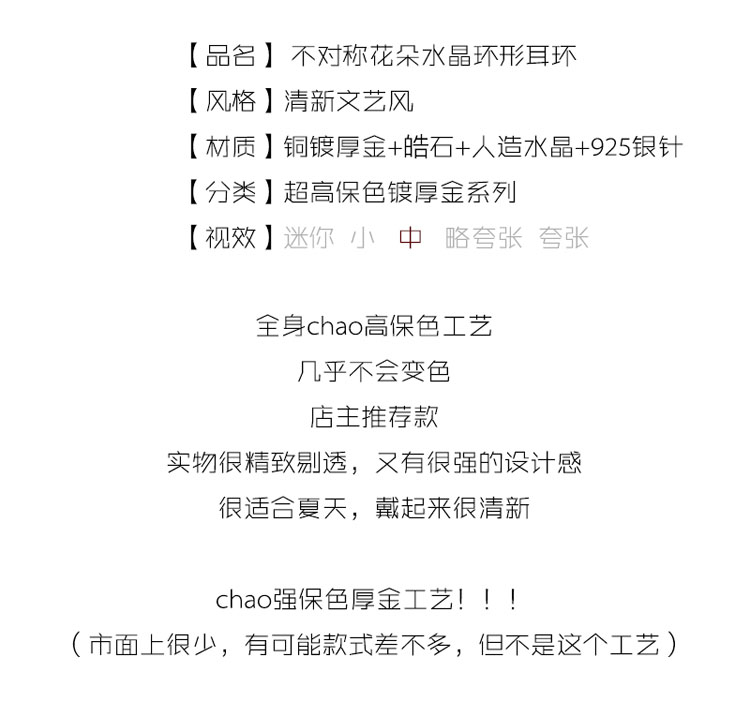 【品名】 不对称花朵水晶环形耳环
【风格】清新文艺风
【材质】铜镀厚金+皓石+人造水晶+925银针
【分类】超高保色镀厚金系列
【视效】迷你 小 中 略夸张 夸张
全身chao高保色工艺
几乎不会变色
店主推荐款
实物很精致剔透，又有很强的设计感
很适合夏天，戴起来很清新
chao强保色厚金工艺！！！
（市面上很少，有可能款式差不多，但不是这个工艺）